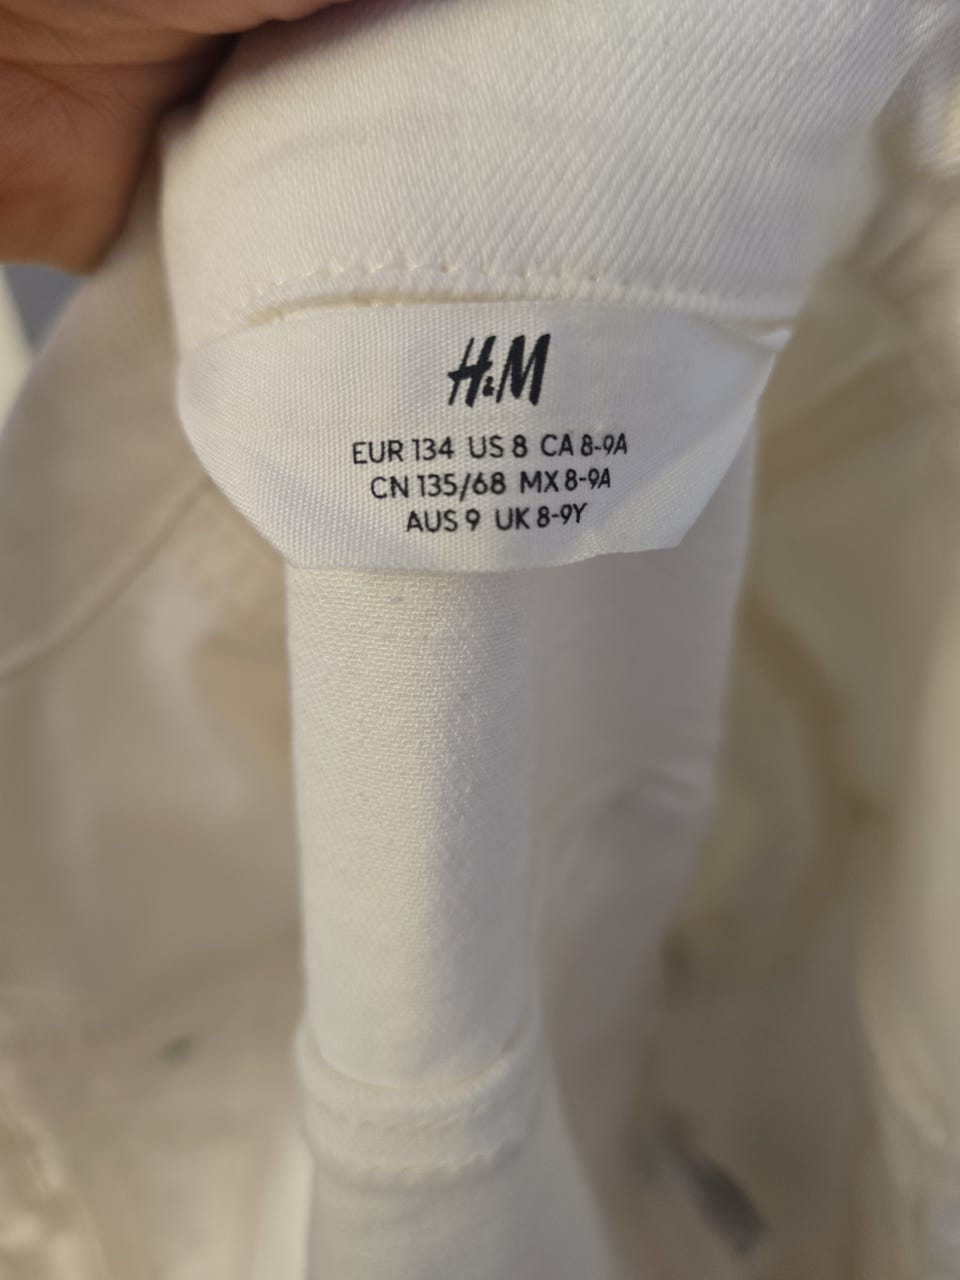 H&M
EUR 134 US 8 CA 8-9A
CN 135/68 MX 8-9A
AUS 9 UK 8-9Y